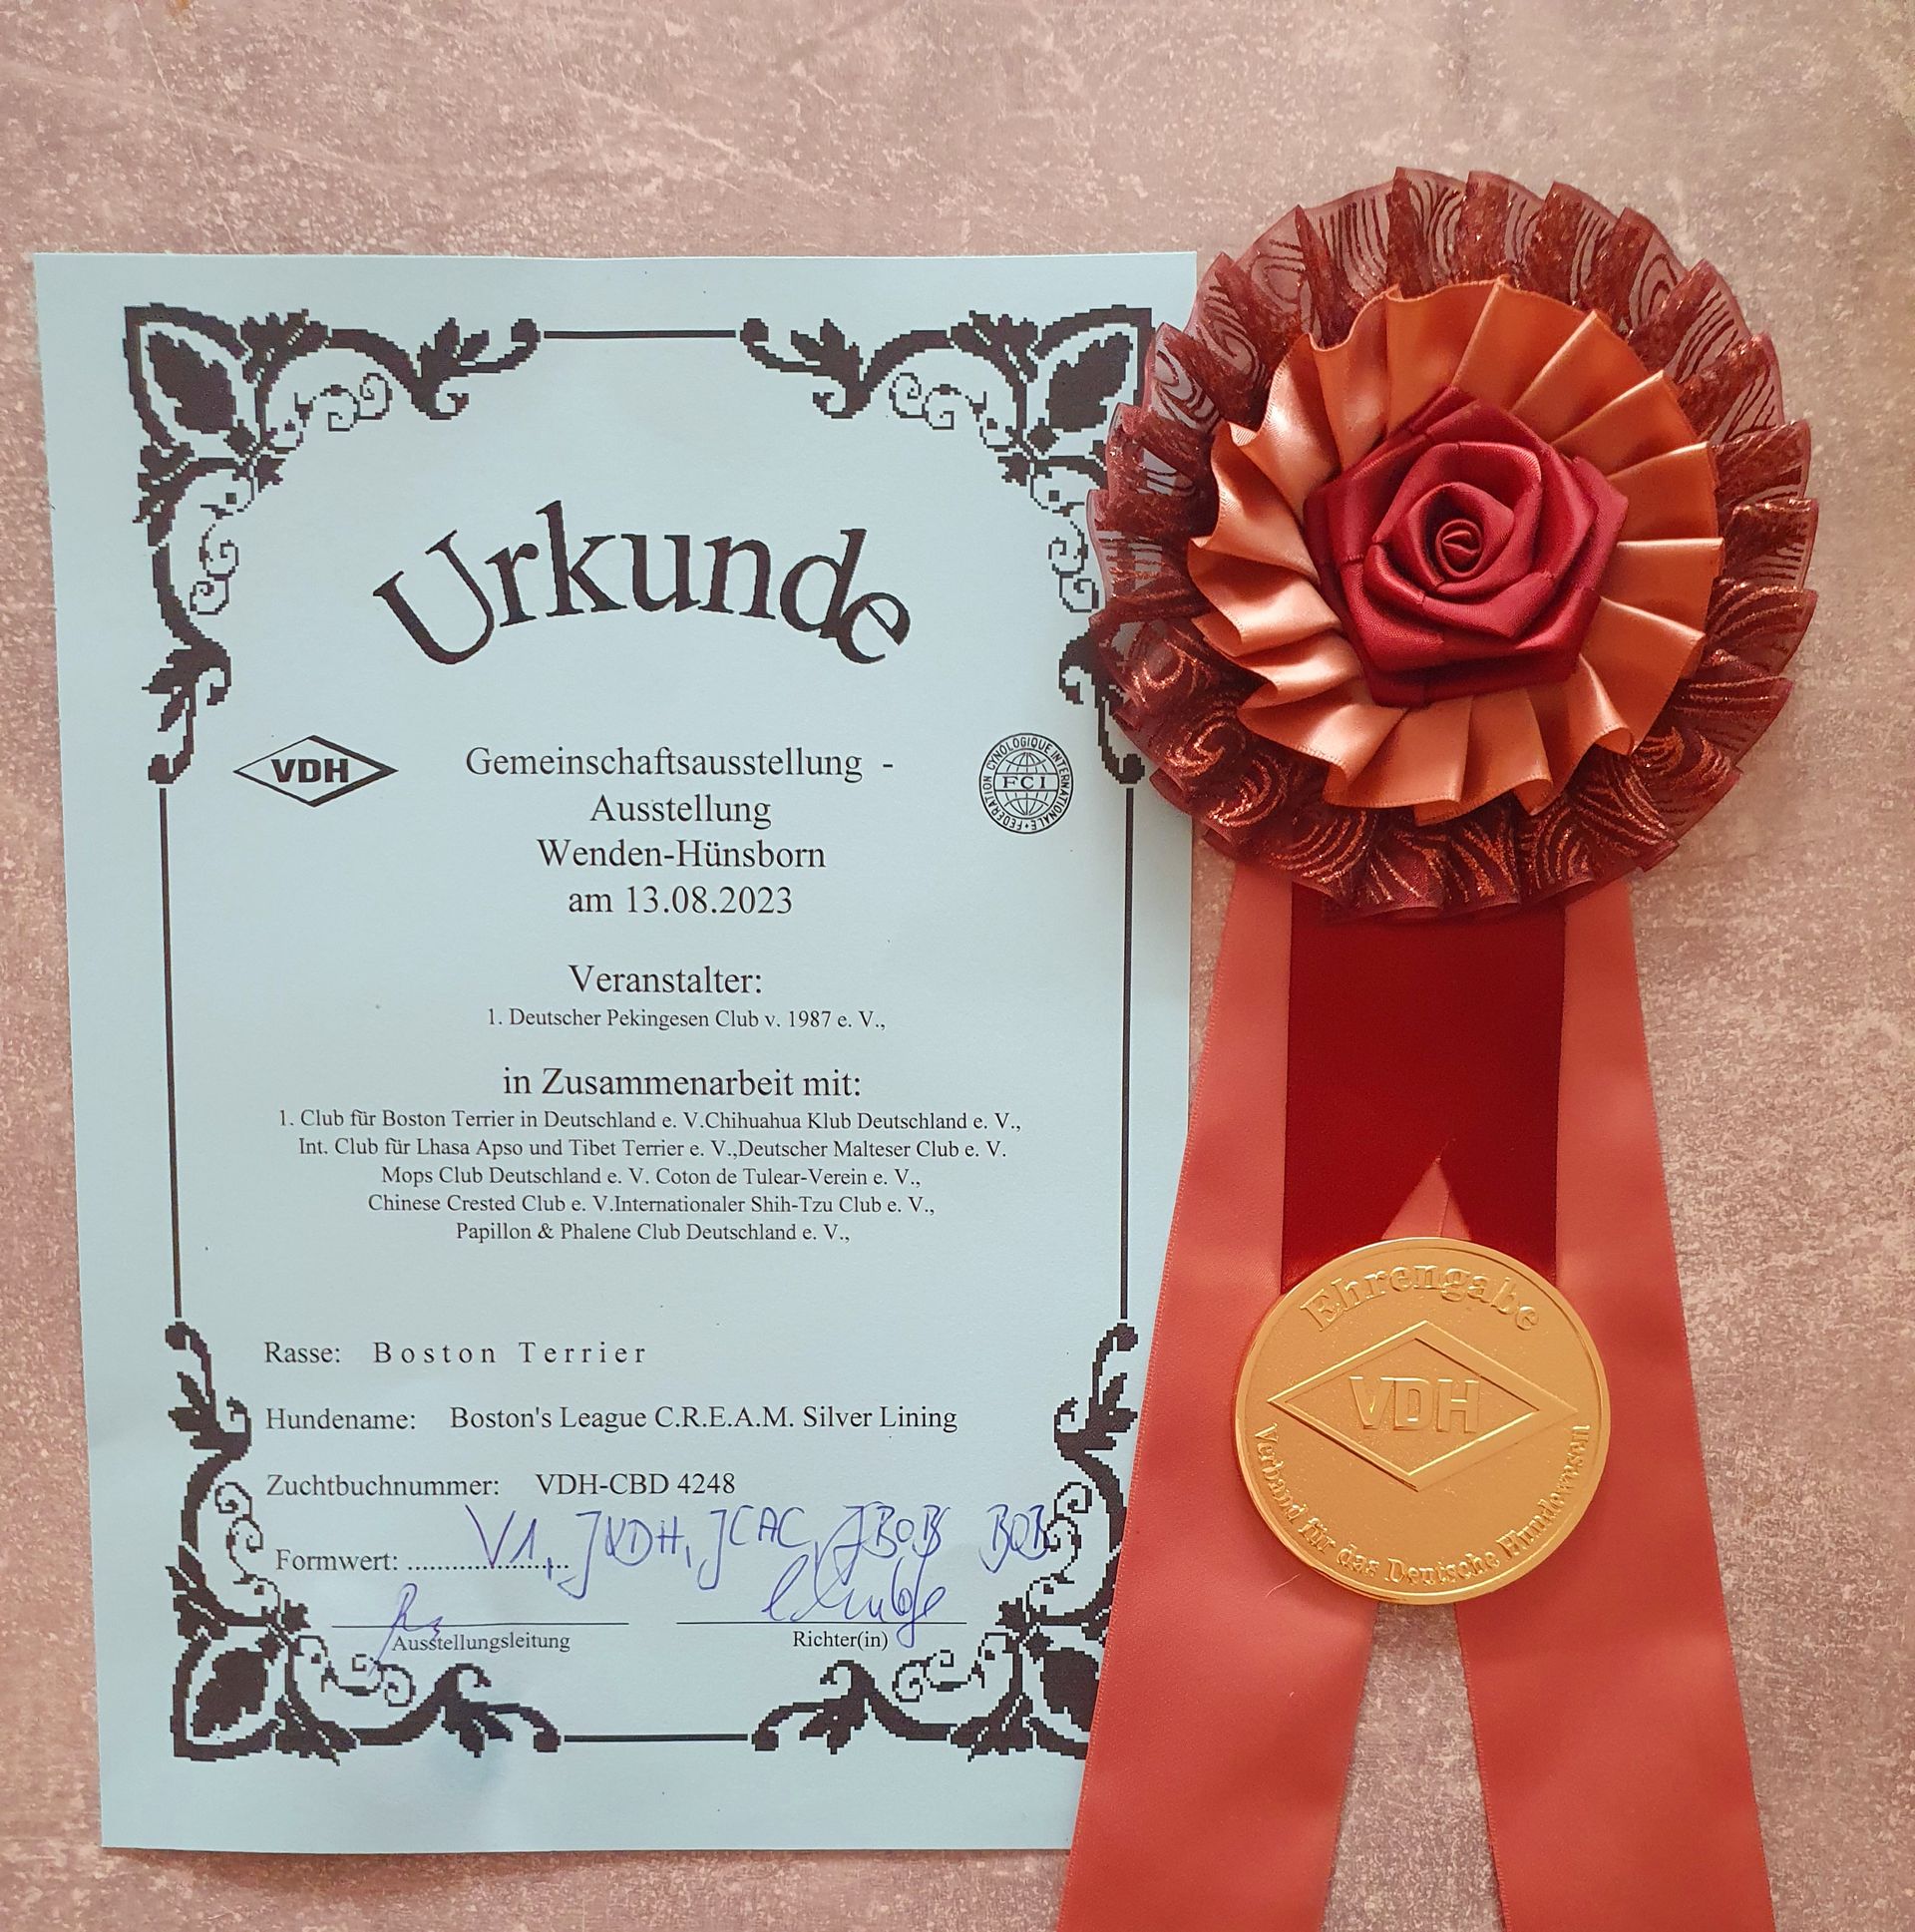 Urkunde
VDH
Gemeinschaftsausstellung -
FEDERATION CYNOLOGIQUE INTERNATIONALE
FCI
Ausstellung
Wenden-Hünsborn
am 13.08.2023
Veranstalter:
1. Deutscher Pekingesen Club v. 1987 e. V.,
in Zusammenarbeit mit:
1. Club für Boston Terrier in Deutschland e. V.Chihuahua Klub Deutschland e. V.,
Int. Club für Lhasa Apso und Tibet Terrier e. V.,Deutscher Malteser Club e. V.
Mops Club Deutschland e. V. Coton de Tulear-Verein e. V.,
Chinese Crested Club e. V.Internationaler Shih-Tzu Club e. V.,
Papillon & Phalene Club Deutschland e. V.,
Rasse: Boston Terrier
Hundename: Boston's League C.R.E.A.M. Silver Lining
Zuchtbuchnummer: VDH-CBD 4248
Formwert: ........................ V1, JVDH, JCAC, JBOB BOB
Ausstellungsleitung
Richter(in)
Ehrengabe
VDH
Verband für das Deutsche Hundewesen